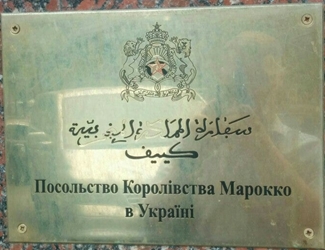 سفارة المملكة المغربية
كييف
Посольство Королівства Марокко
в Україні